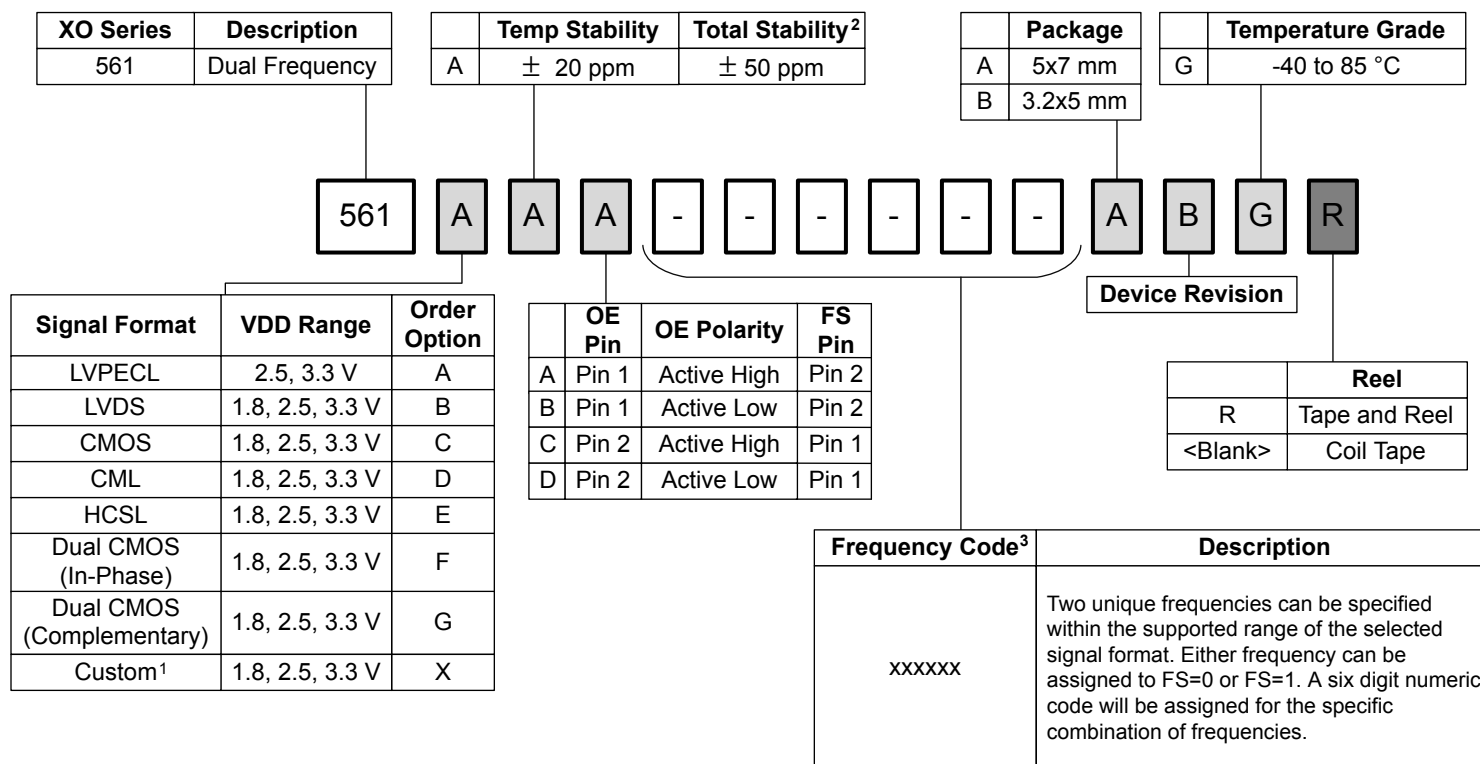 XO Series Description
561 Dual Frequency
Temp Stability Total Stability²
A ± 20 ppm ± 50 ppm
Package
A 5x7 mm
B 3.2x5 mm
Temperature Grade
G -40 to 85 °C
561 A A A - - - - - - A B G R
Signal Format VDD Range Order Option
LVPECL 2.5, 3.3 V A
LVDS 1.8, 2.5, 3.3 V B
CMOS 1.8, 2.5, 3.3 V C
CML 1.8, 2.5, 3.3 V D
HCSL 1.8, 2.5, 3.3 V E
Dual CMOS
(In-Phase) 1.8, 2.5, 3.3 V F
Dual CMOS
(Complementary) 1.8, 2.5, 3.3 V G
Custom¹ 1.8, 2.5, 3.3 V X
OE Pin OE Polarity FS Pin
A Pin 1 Active High Pin 2
B Pin 1 Active Low Pin 2
C Pin 2 Active High Pin 1
D Pin 2 Active Low Pin 1
Device Revision
Reel
R Tape and Reel
<Blank> Coil Tape
Frequency Code³ Description
xxxxxx
Two unique frequencies can be specified
within the supported range of the selected
signal format. Either frequency can be
assigned to FS=0 or FS=1. A six digit numeric
code will be assigned for the specific
combination of frequencies.